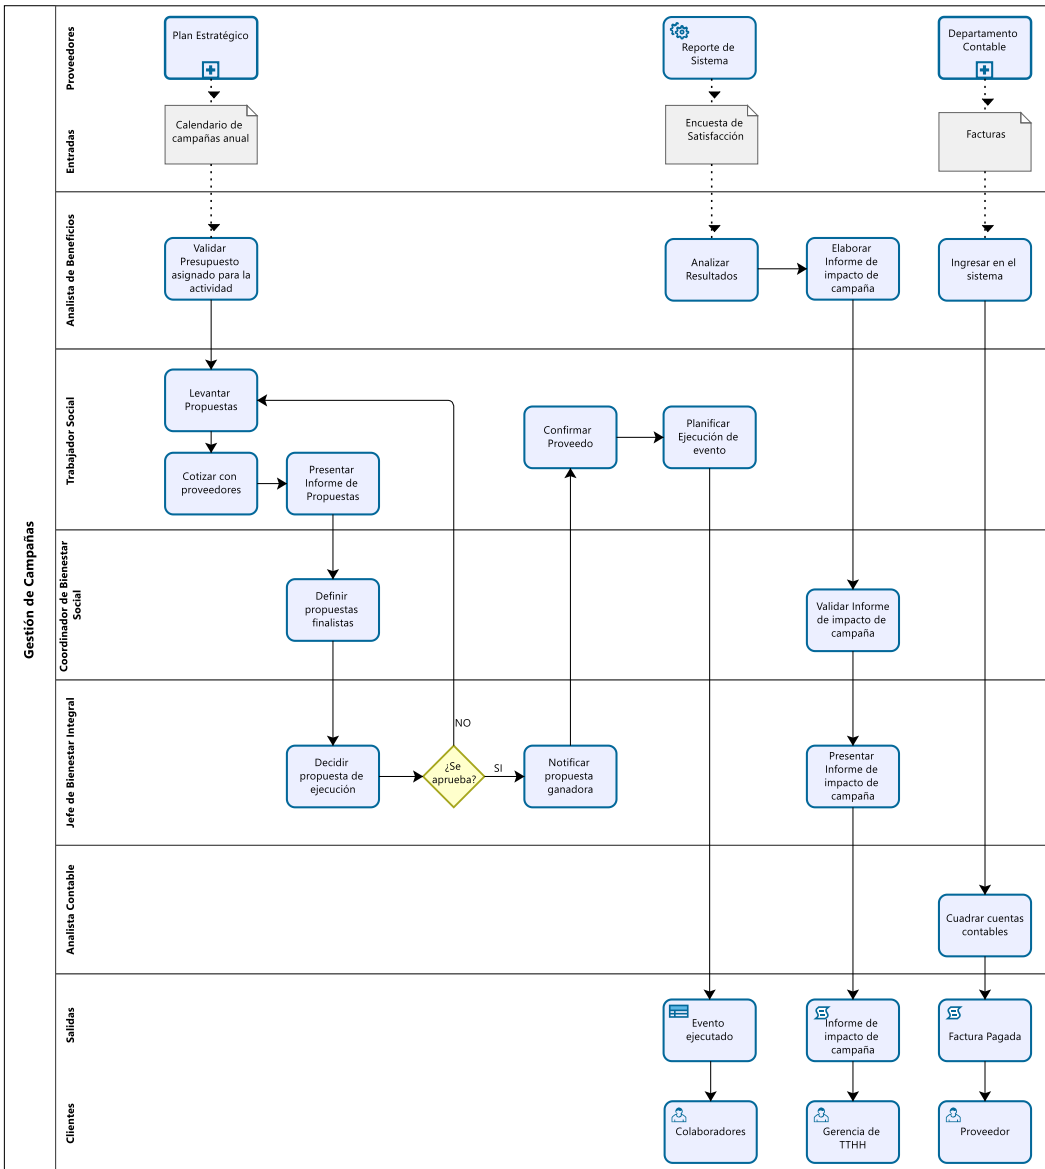 Gestión de Campañas
Proveedores
Plan Estratégico
Reporte de
Sistema
Departamento
Contable
Entradas
Calendario de
campañas anual
Encuesta de
Satisfacción
Facturas
Analista de Beneficios
Validar
Presupuesto
asignado para la
actividad
Analizar
Resultados
Elaborar
Informe de
impacto de
campaña
Ingresar en el
sistema
Trabajador Social
Levantar
Propuestas
Cotizar con
proveedores
Presentar
Informe de
Propuestas
Confirmar
Proveedo
Planificar
Ejecución de
evento
Coordinador de Bienestar
Social
Definir
propuestas
finalistas
Validar Informe
de impacto de
campaña
Jefe de Bienestar Integral
Decidir
propuesta de
ejecución
¿Se
aprueba?
NO
SI
Notificar
propuesta
ganadora
Presentar
Informe de
impacto de
campaña
Analista Contable
Cuadrar cuentas
contables
Salidas
Evento
ejecutado
Informe de
impacto de
campaña
Factura Pagada
Clientes
Colaboradores
Gerencia de
TTHH
Proveedor